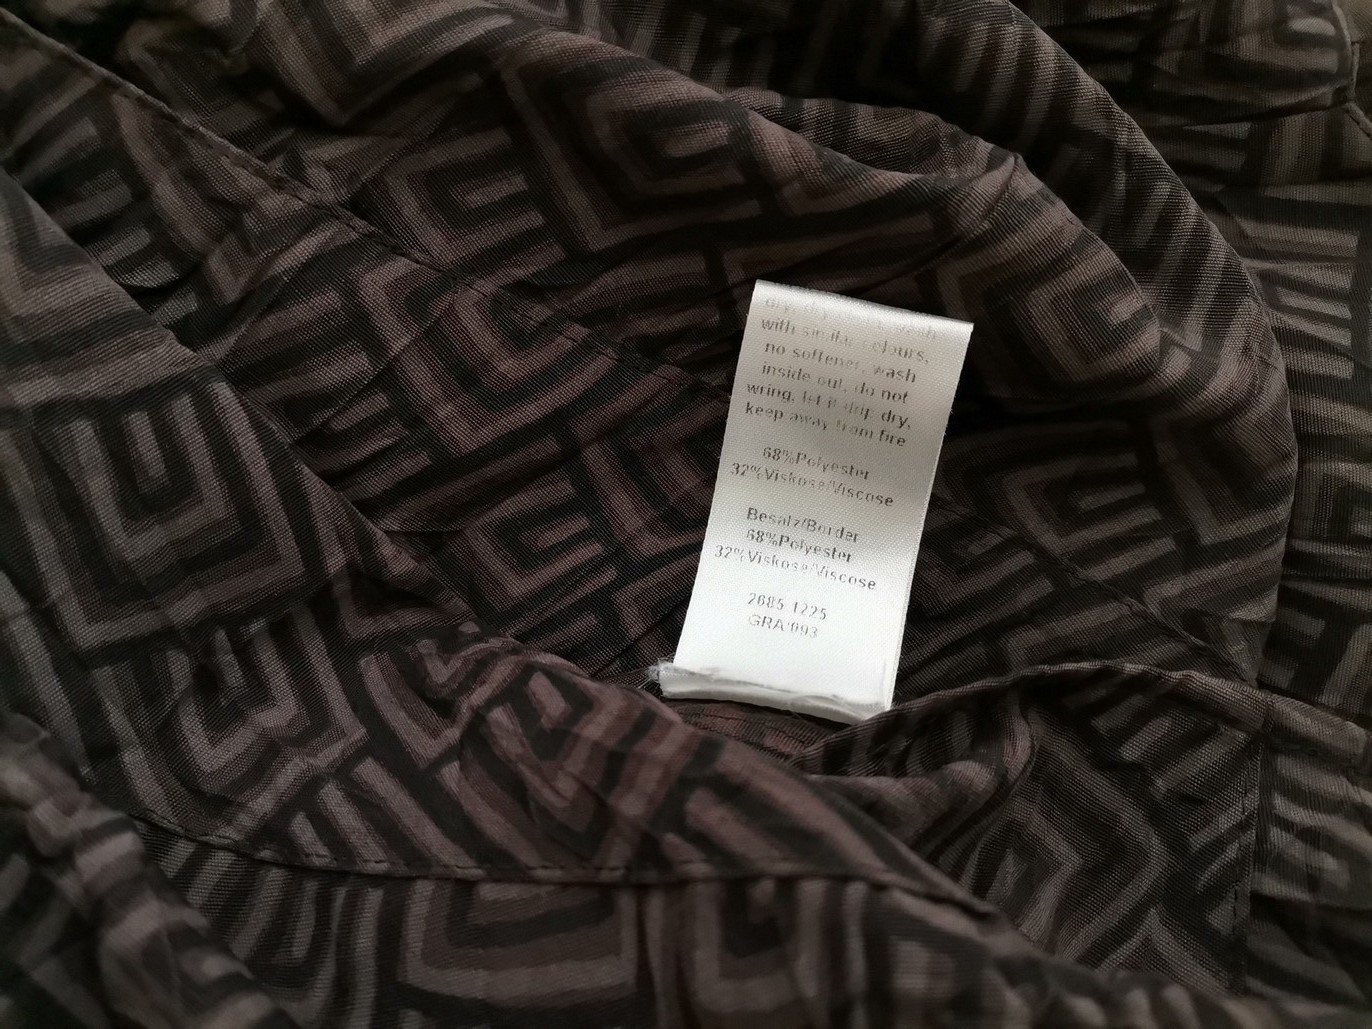 wash
with similar colours,
no softener, wash
inside out, do not
wring, let it drip dry,
keep away from fire
68%Polyester
32%Viskose/Viscose
Besatz/Border
68%Polyester
32%Viskose/Viscose
2685 1225
GRA'093